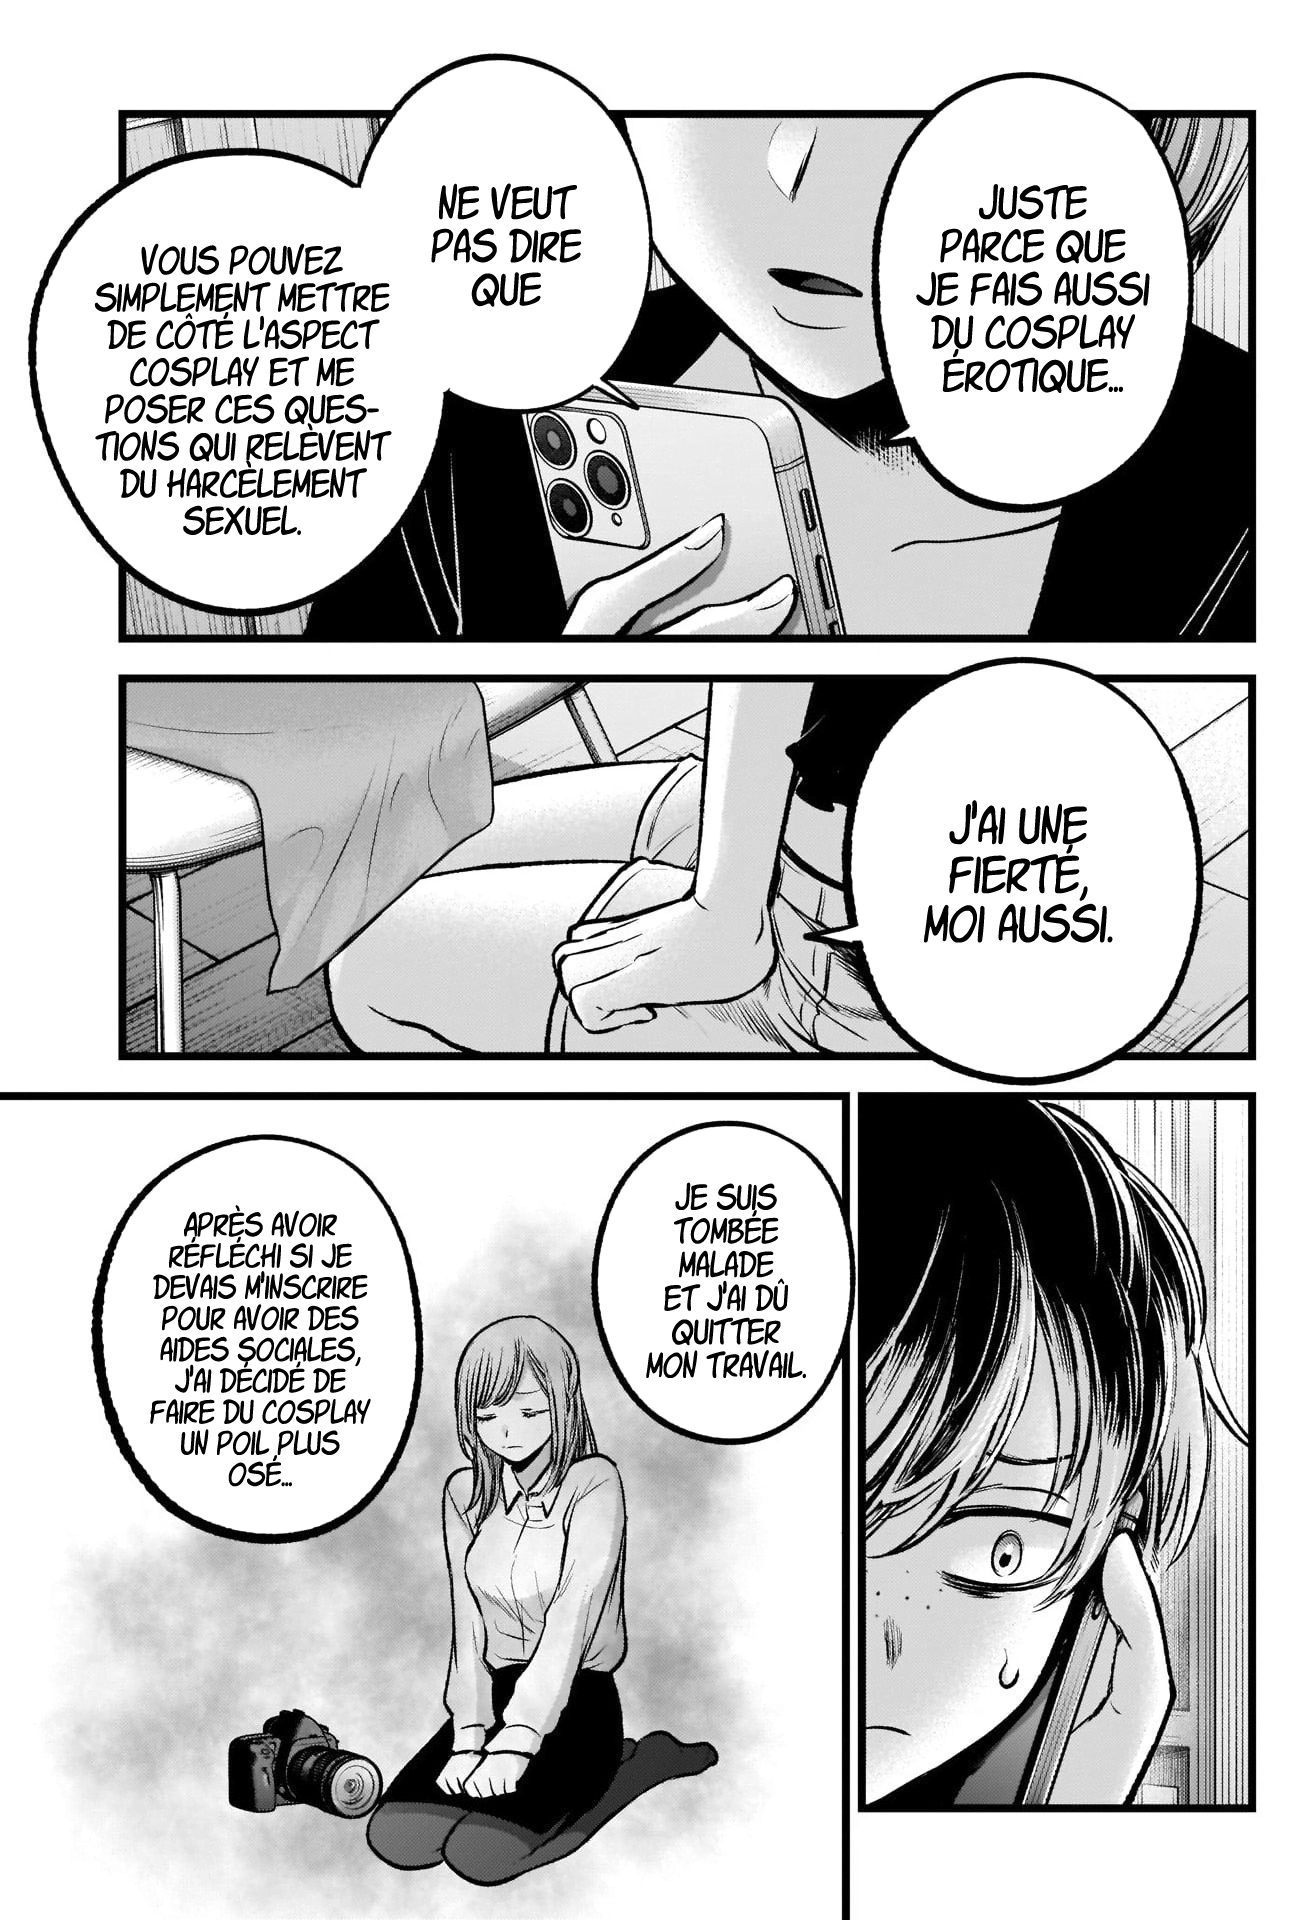 JUSTE
PARCE QUE
JE FAIS AUSSI
DU COSPLAY
ÉROTIQUE...
NE VEUT
PAS DIRE
QUE
VOUS POUVEZ
SIMPLEMENT METTRE
DE CÔTÉ L'ASPECT
COSPLAY ET ME
POSER CES QUES-
TIONS QUI RELÈVENT
DU HARCÈLEMENT
SEXUEL.
J'AI UNE
FIERTÉ,
MOI AUSSI.
JE SUIS
TOMBÉE
MALADE
ET J'AI DÛ
QUITTER
MON TRAVAIL.
APRÈS AVOIR
RÉFLÉCHI SI JE
DEVAIS M'INSCRIRE
POUR AVOIR DES
AIDES SOCIALES,
J'AI DÉCIDÉ DE
FAIRE DU COSPLAY
UN POIL PLUS
OSÉ...